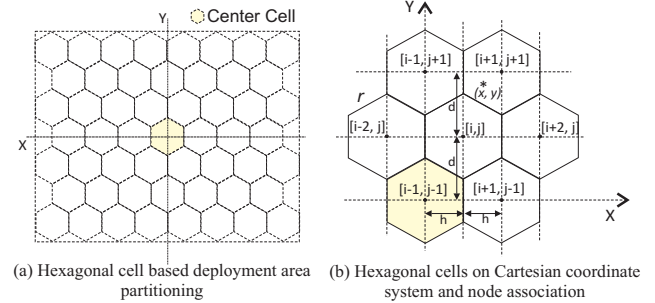 Center Cell
Y
X
(a) Hexagonal cell based deployment area
partitioning
Y
[i-1, j+1] [i+1, j+1]
r
d
*
(x, y)
[i-2, j] [i,j] [i+2, j]
d
[i-1, j-1] [i+1, j-1]
h h
X
(b) Hexagonal cells on Cartesian coordinate
system and node association